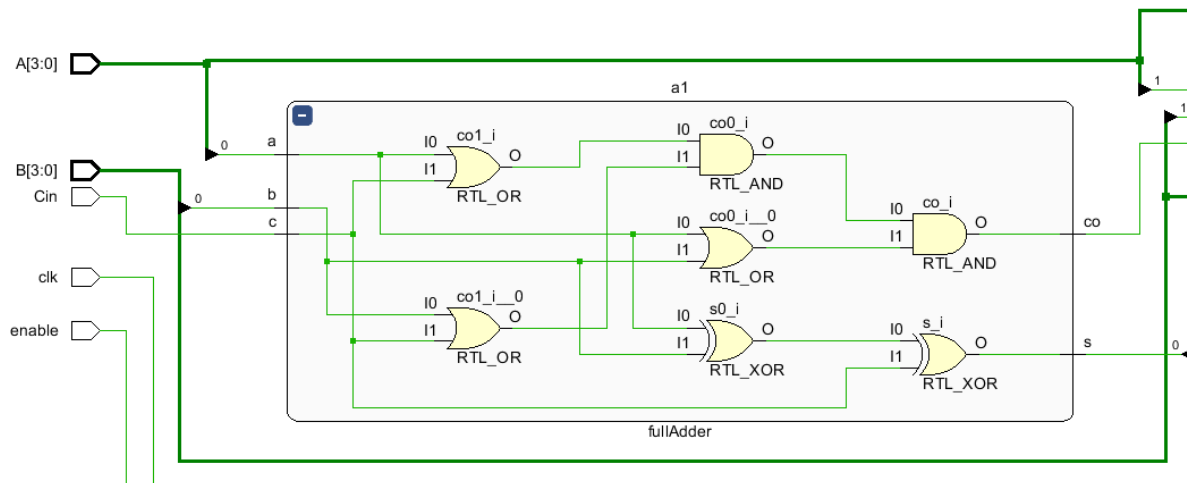 A[3:0]
B[3:0]
Cin
clk
enable
0
0
a1
a
b
c
co1_i
I0
I1
O
RTL_OR
co1_i__0
I0
I1
O
RTL_OR
co0_i
I0
I1
O
RTL_AND
co0_i__0
I0
I1
O
RTL_OR
s0_i
I0
I1
O
RTL_XOR
co_i
I0
I1
O
RTL_AND
s_i
I0
I1
O
RTL_XOR
co
s
fullAdder
1
1
0